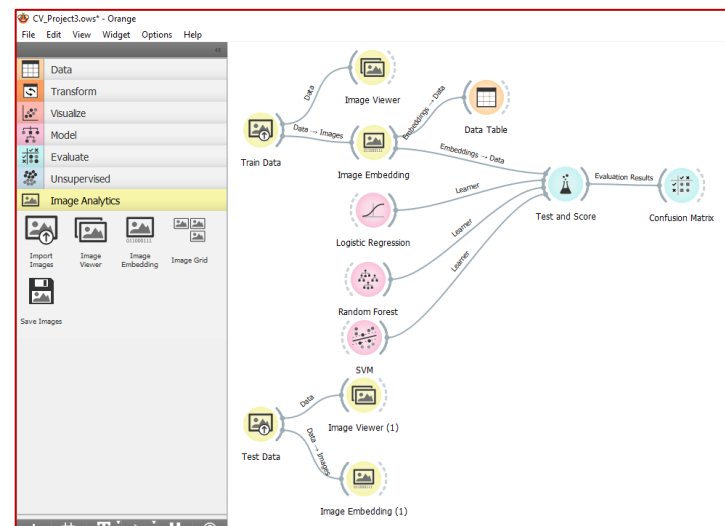 CV_Project3.ows* - Orange
File Edit View Widget Options Help
Data
Transform
Visualize
Model
Evaluate
Unsupervised
Image Analytics
Import Images
Image Viewer
Image Embedding
Image Grid
Save Images
Train Data
Data
Image Viewer
Data → Images
Image Embedding
Embeddings → Data
Data Table
Embeddings → Data
Learner
Logistic Regression
Learner
Random Forest
Learner
SVM
Test and Score
Evaluation Results
Confusion Matrix
Test Data
Data
Image Viewer (1)
Data → Images
Image Embedding (1)